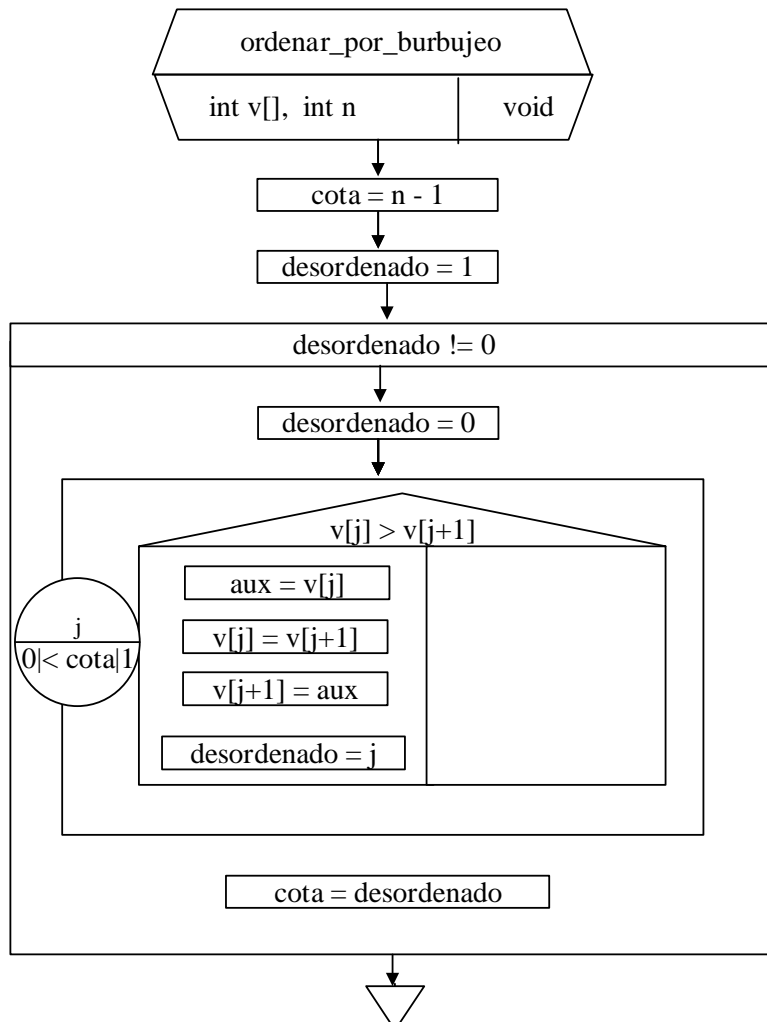 ordenar_por_burbujeo
int v[], int n void
cota = n - 1
desordenado = 1
desordenado != 0
desordenado = 0
v[j] > v[j+1]
aux = v[j]
j
v[j] = v[j+1]
0|< cota|1
v[j+1] = aux
desordenado = j
cota = desordenado